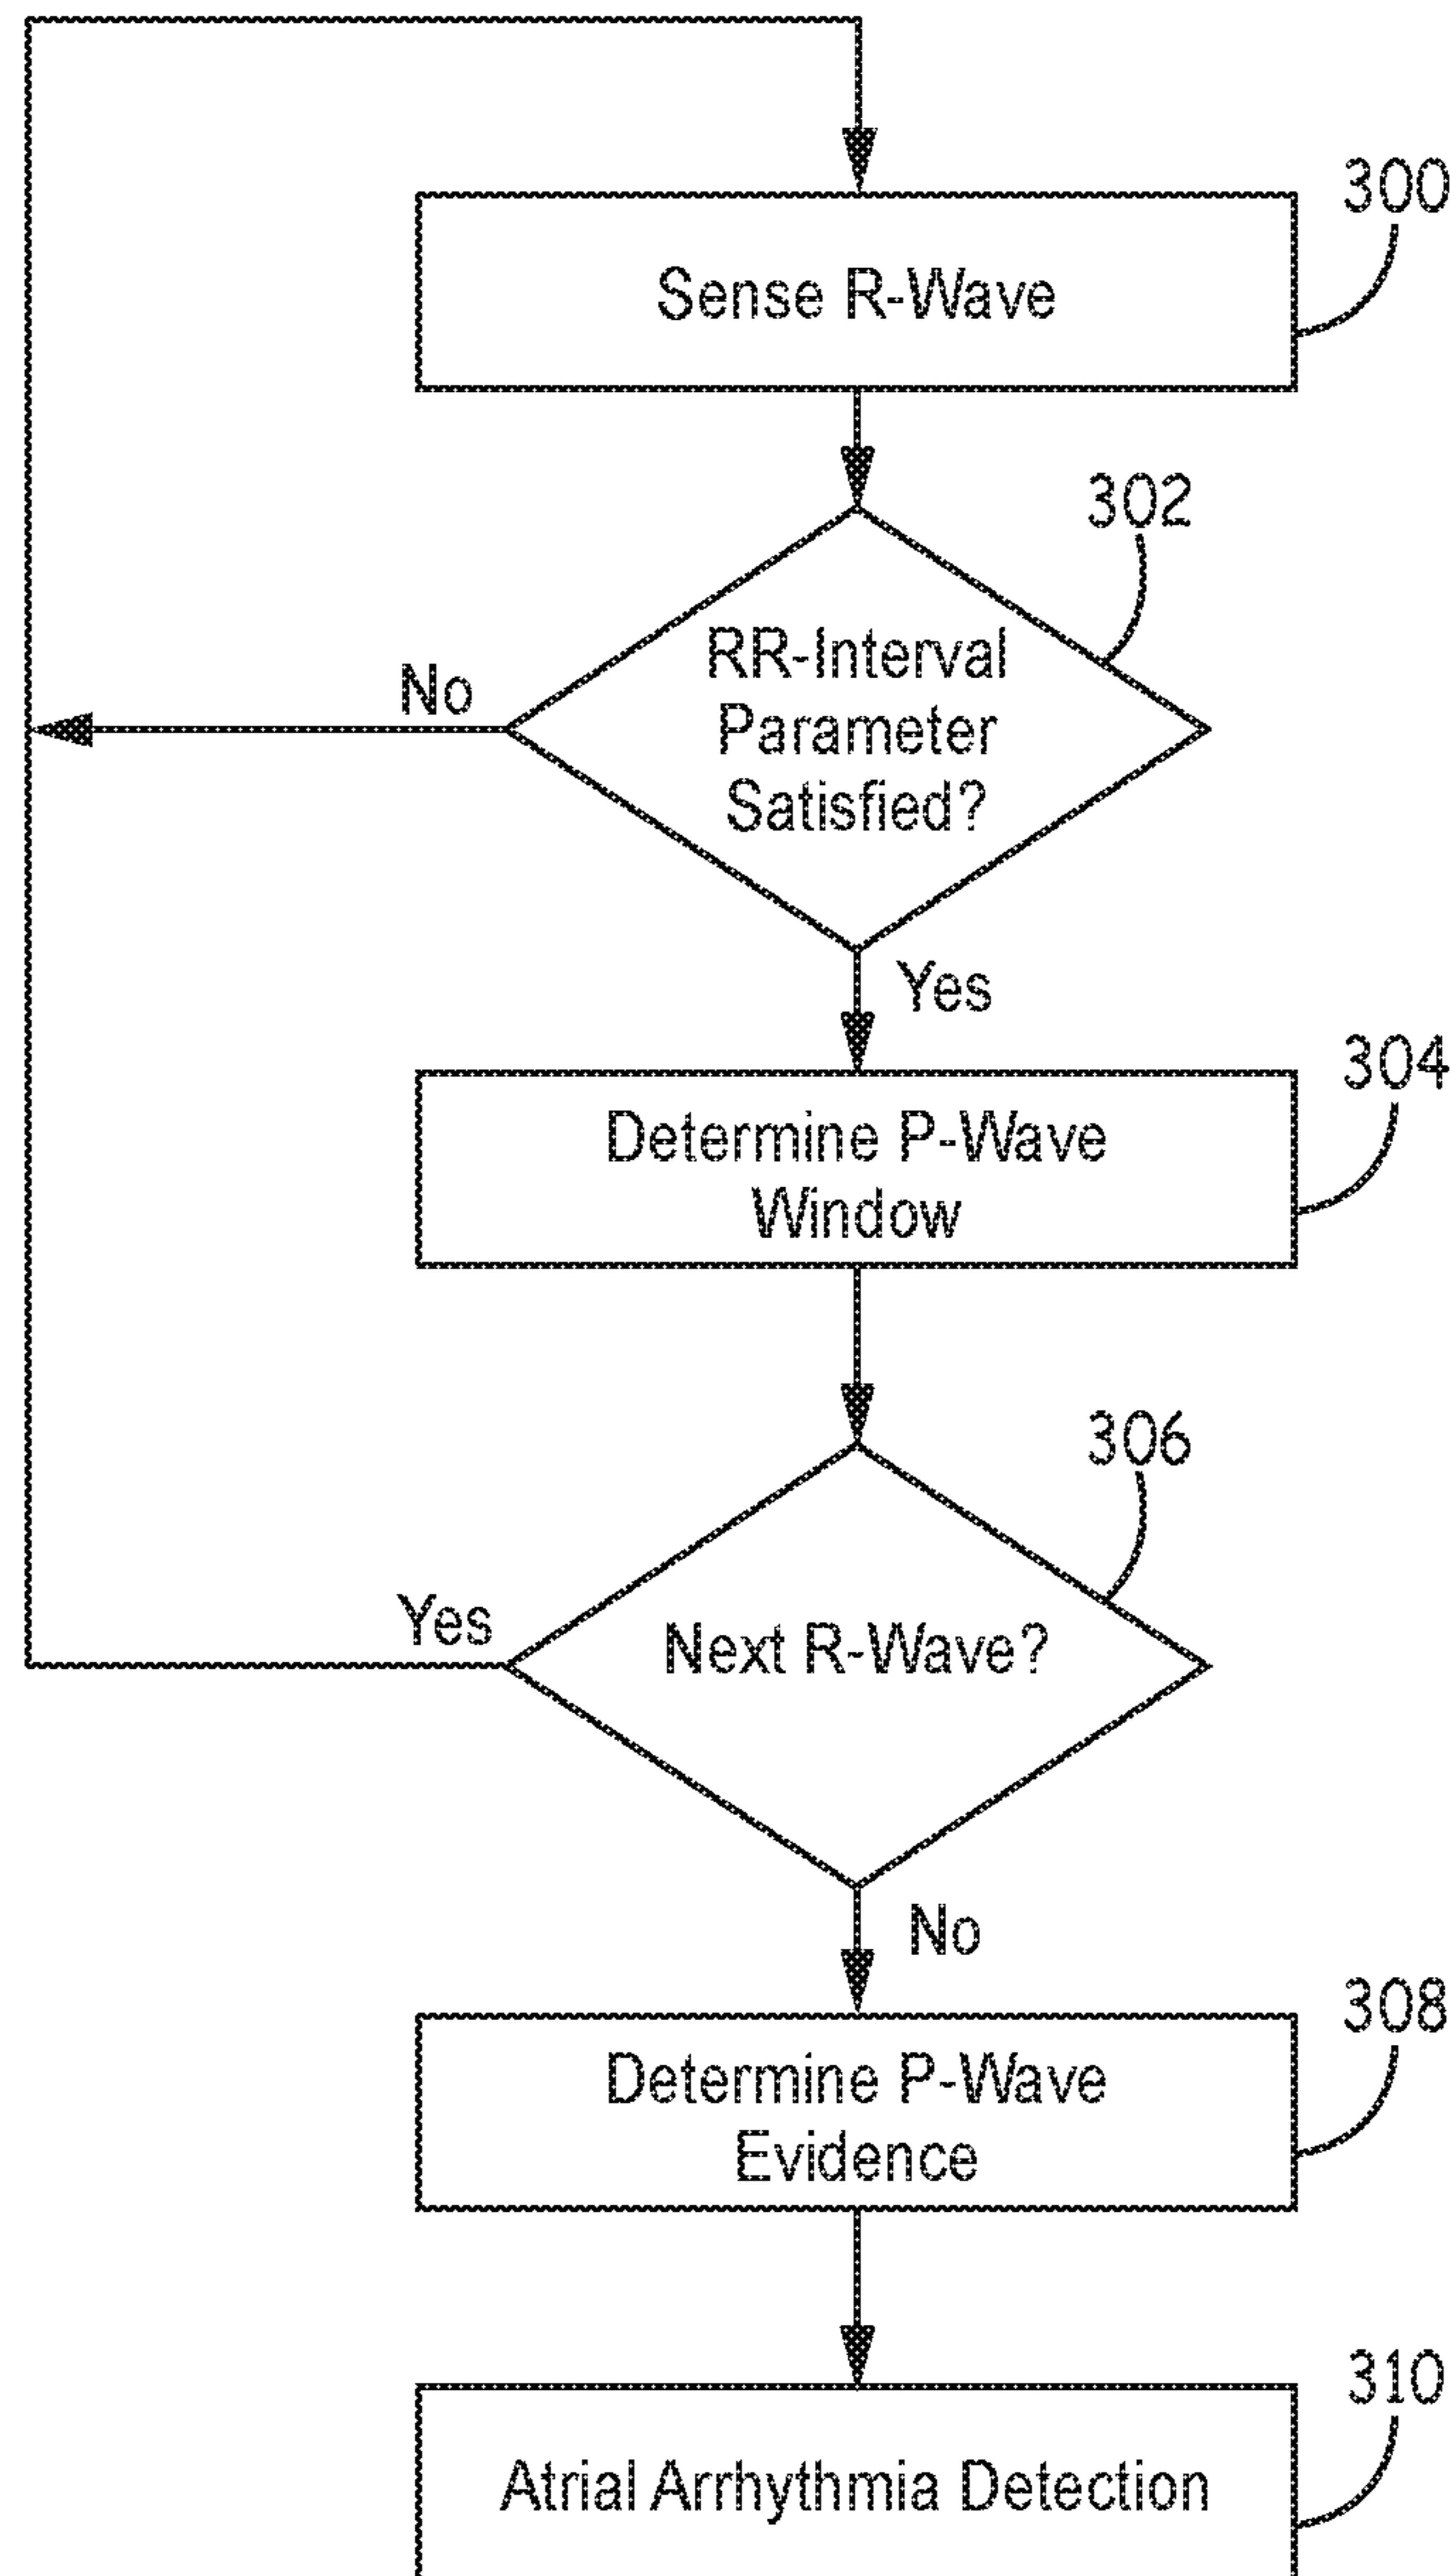 300
Sense R-Wave
302
RR-Interval
Parameter
Satisfied?
No
Yes
304
Determine P-Wave
Window
306
Next R-Wave?
Yes
No
308
Determine P-Wave
Evidence
310
Atrial Arrhythmia Detection